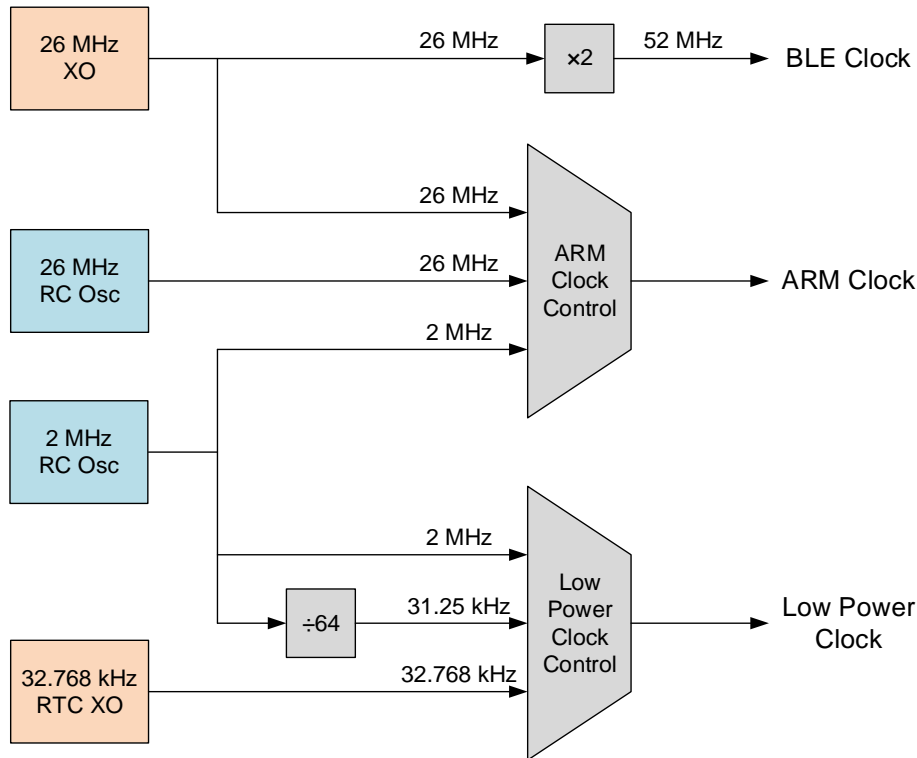 26 MHz
XO
26 MHz
×2
52 MHz
BLE Clock
26 MHz
26 MHz
RC Osc
26 MHz
ARM
Clock
Control
ARM Clock
2 MHz
2 MHz
RC Osc
2 MHz
Low
Power
Clock
Control
÷64
31.25 kHz
Low Power
Clock
32.768 kHz
RTC XO
32.768 kHz